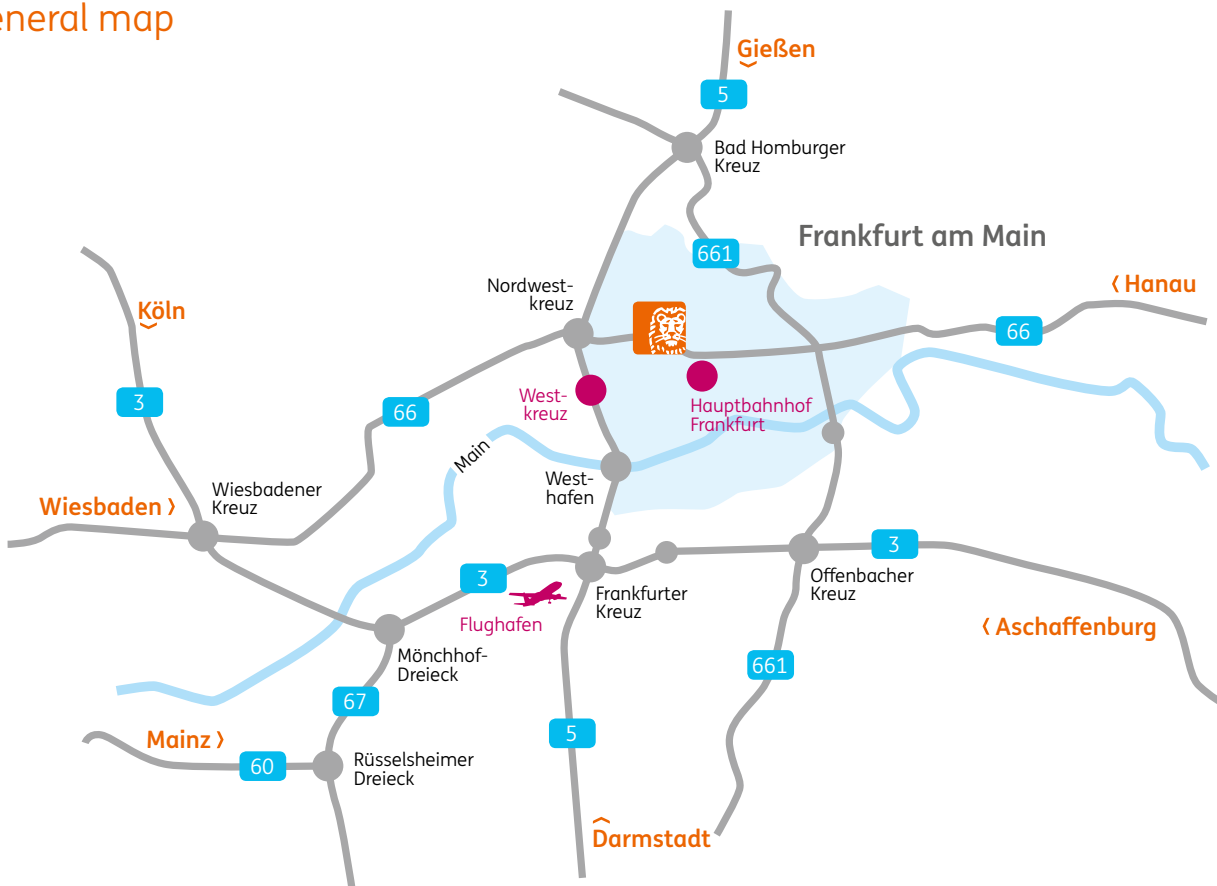 eneral map
Gießen
5
Bad Homburger
Kreuz
Frankfurt am Main
661
Hanau
Nordwest-
kreuz
Köln
66
3
66
West-
kreuz
Hauptbahnhof
Frankfurt
Main
West-
hafen
Wiesbaden
Wiesbadener
Kreuz
3
3
Frankfurter
Kreuz
Offenbacher
Kreuz
Flughafen
Aschaffenburg
Mönchhof-
Dreieck
661
67
5
Mainz
60
Rüsselsheimer
Dreieck
Darmstadt